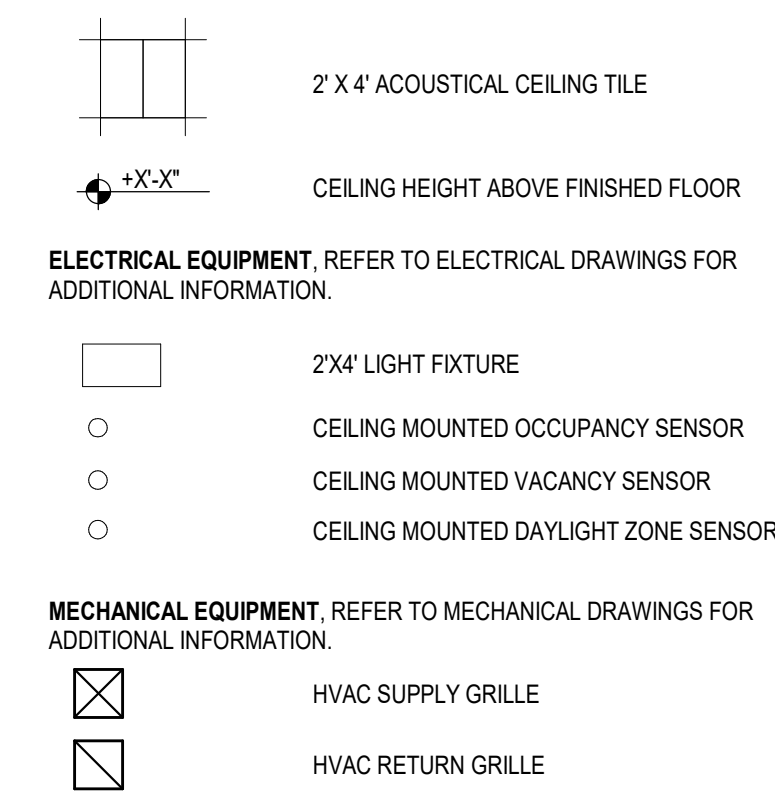 2' X 4' ACOUSTICAL CEILING TILE
+X'-X"
CEILING HEIGHT ABOVE FINISHED FLOOR
ELECTRICAL EQUIPMENT, REFER TO ELECTRICAL DRAWINGS FOR
ADDITIONAL INFORMATION.
2'X4' LIGHT FIXTURE
CEILING MOUNTED OCCUPANCY SENSOR
CEILING MOUNTED VACANCY SENSOR
CEILING MOUNTED DAYLIGHT ZONE SENSOR
MECHANICAL EQUIPMENT, REFER TO MECHANICAL DRAWINGS FOR
ADDITIONAL INFORMATION.
HVAC SUPPLY GRILLE
HVAC RETURN GRILLE